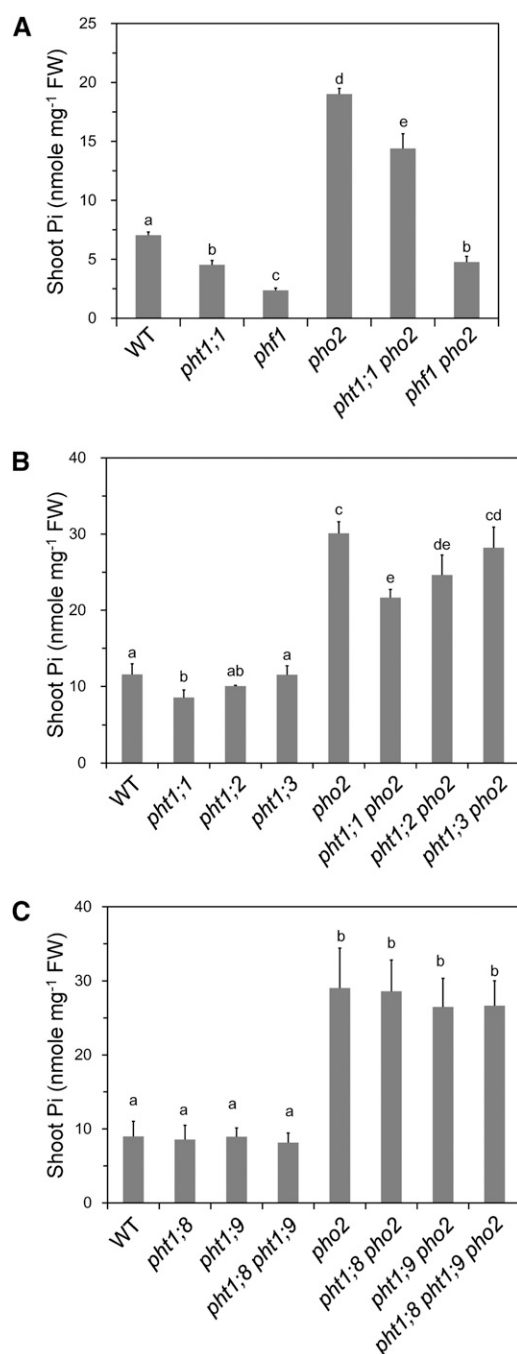 A
Shoot Pi (nmole mg⁻¹ FW)
25
20
15
10
5
0
a
b
c
d
e
b
WT
pht1;1
phf1
pho2
pht1;1 pho2
phf1 pho2
B
Shoot Pi (nmole mg⁻¹ FW)
40
30
20
10
0
a
b
ab
a
c
e
de
cd
WT
pht1;1
pht1;2
pht1;3
pho2
pht1;1 pho2
pht1;2 pho2
pht1;3 pho2
C
Shoot Pi (nmole mg⁻¹ FW)
40
30
20
10
0
a
a
a
a
b
b
b
b
WT
pht1;8
pht1;9
pht1;8 pht1;9
pho2
pht1;8 pho2
pht1;9 pho2
pht1;8 pht1;9 pho2